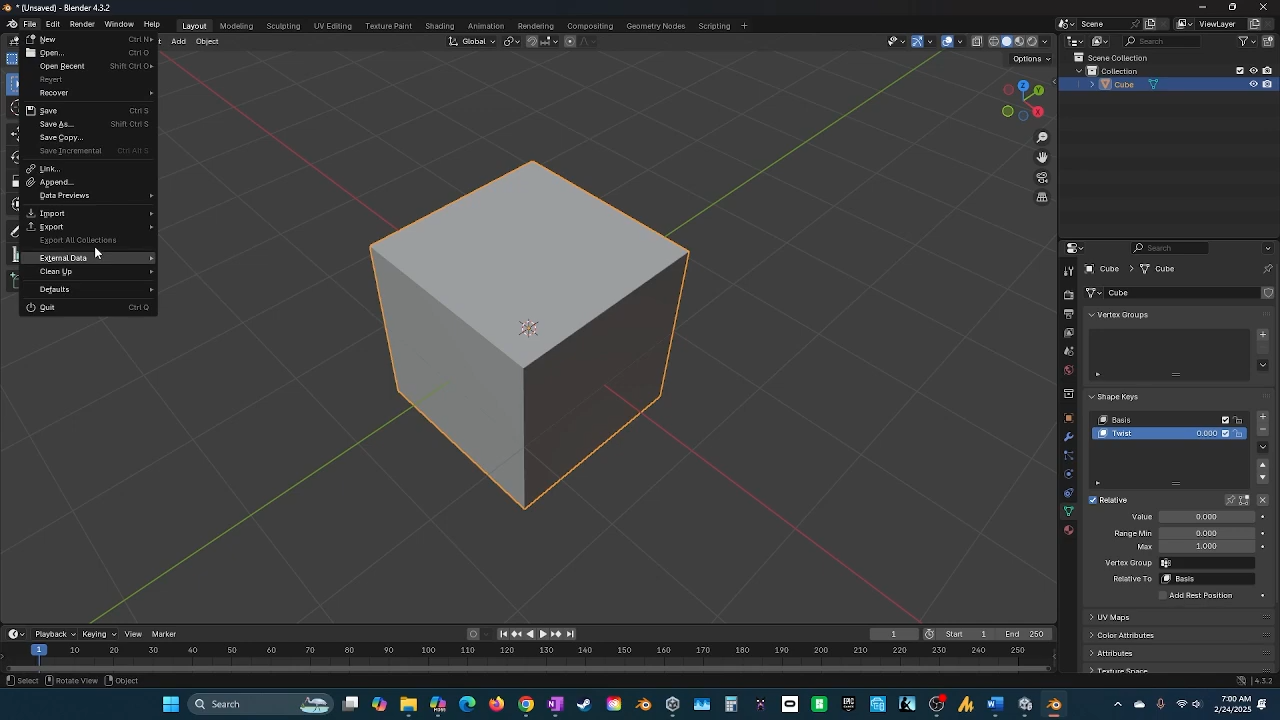 * (Unsaved) - Blender 4.3.2
File Edit Render Window Help Layout Modeling Sculpting UV Editing Texture Paint Shading Animation Rendering Compositing Geometry Nodes Scripting + Scene ViewLayer
Add Object Global Search
Options
New Ctrl N
Open... Ctrl O
Open Recent Shift Ctrl O
Revert
Recover
Save Ctrl S
Save As... Shift Ctrl S
Save Copy...
Save Incremental Ctrl Alt S
Link...
Append...
Data Previews
Import
Export
Export All Collections
External Data
Clean Up
Defaults
Quit Ctrl Q
Y
Z
X
Scene Collection
Collection
Cube
Search
Cube > Cube
Cube
Vertex Groups
Shape Keys
Basis
Twist 0.000
Relative
Value 0.000
Range Min 0.000
Max 1.000
Vertex Group
Relative To Basis
Add Rest Position
UV Maps
Color Attributes
Attributes
Texture Space
Playback Keying View Marker 1 Start 1 End 250
1 10 20 30 40 50 60 70 80 90 100 110 120 130 140 150 160 170 180 190 200 210 220 230 240 250
Select Rotate View Object 4.3.2
Search
7:00 AM
2/24/2025